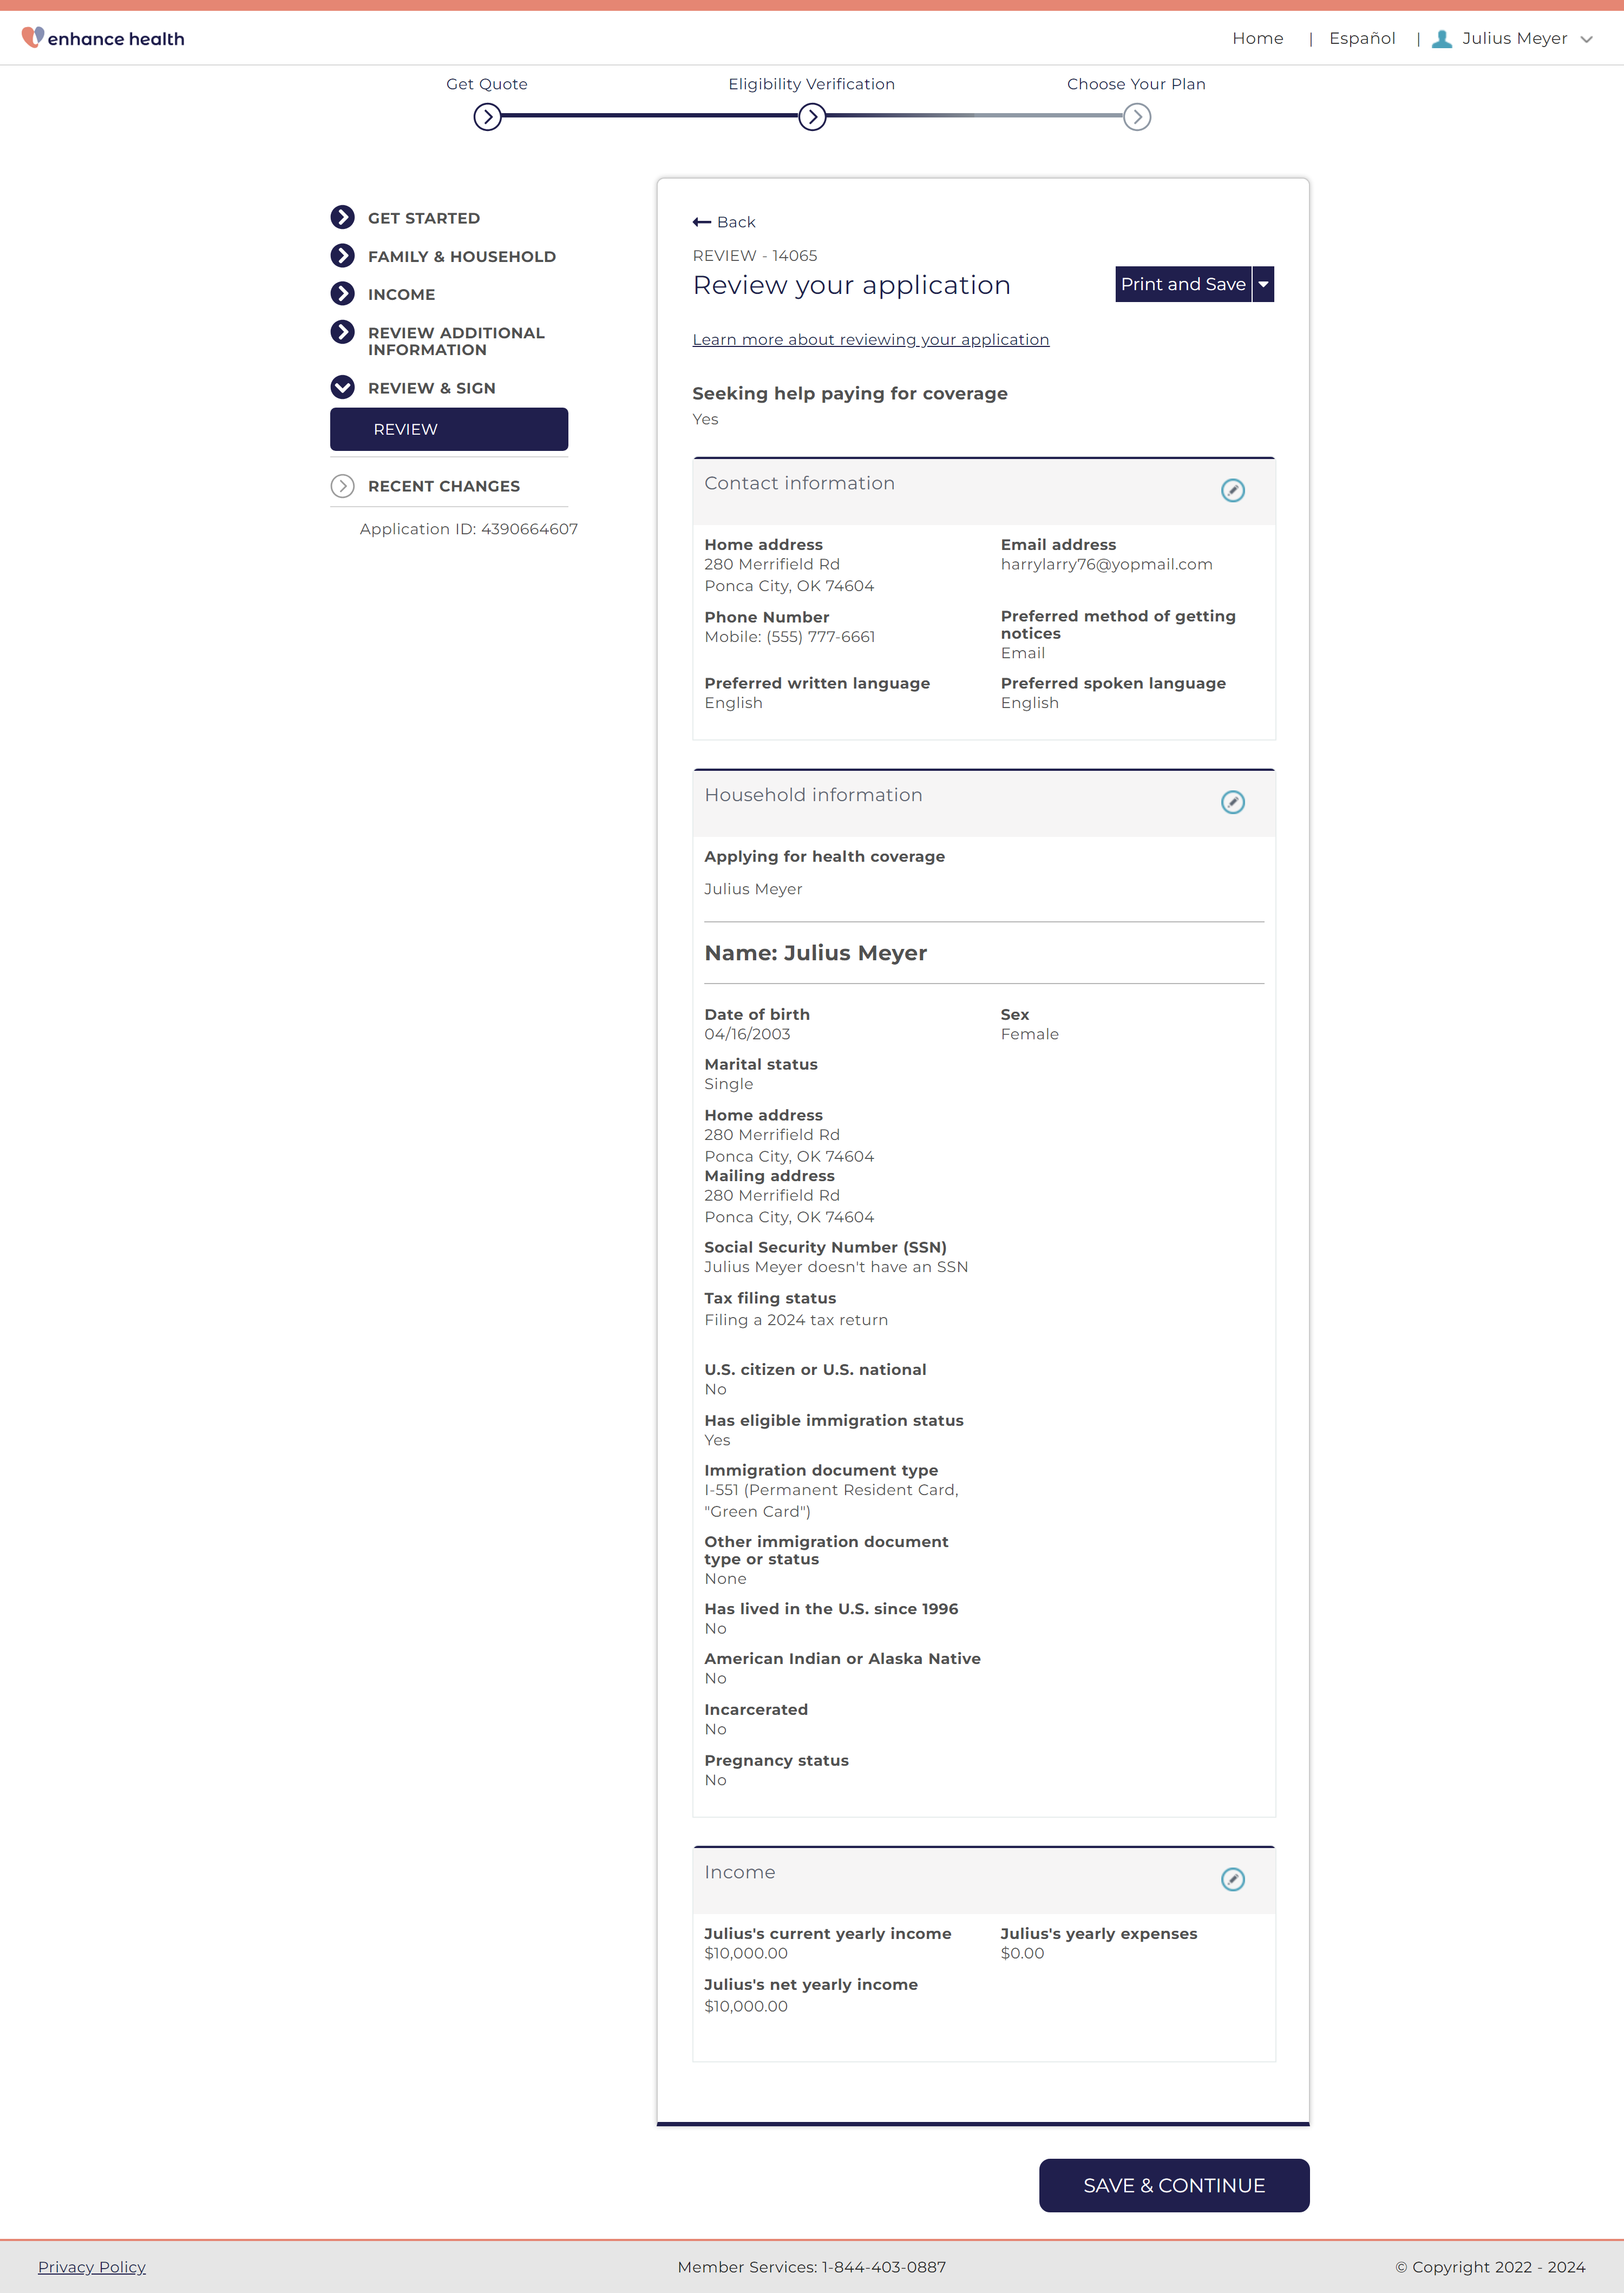 enhance health
Home | Español | Julius Meyer
Get Quote
Eligibility Verification
Choose Your Plan
GET STARTED
FAMILY & HOUSEHOLD
INCOME
REVIEW ADDITIONAL
INFORMATION
REVIEW & SIGN
REVIEW
RECENT CHANGES
Application ID: 4390664607
Back
REVIEW - 14065
Review your application
Print and Save
Learn more about reviewing your application
Seeking help paying for coverage
Yes
Contact information
Home address
280 Merrifield Rd
Ponca City, OK 74604
Email address
harrylarry76@yopmail.com
Phone Number
Mobile: (555) 777-6661
Preferred method of getting
notices
Email
Preferred written language
English
Preferred spoken language
English
Household information
Applying for health coverage
Julius Meyer
Name: Julius Meyer
Date of birth
04/16/2003
Sex
Female
Marital status
Single
Home address
280 Merrifield Rd
Ponca City, OK 74604
Mailing address
280 Merrifield Rd
Ponca City, OK 74604
Social Security Number (SSN)
Julius Meyer doesn't have an SSN
Tax filing status
Filing a 2024 tax return
U.S. citizen or U.S. national
No
Has eligible immigration status
Yes
Immigration document type
I-551 (Permanent Resident Card,
"Green Card")
Other immigration document
type or status
None
Has lived in the U.S. since 1996
No
American Indian or Alaska Native
No
Incarcerated
No
Pregnancy status
No
Income
Julius's current yearly income
$10,000.00
Julius's yearly expenses
$0.00
Julius's net yearly income
$10,000.00
SAVE & CONTINUE
Privacy Policy
Member Services: 1-844-403-0887
© Copyright 2022 - 2024